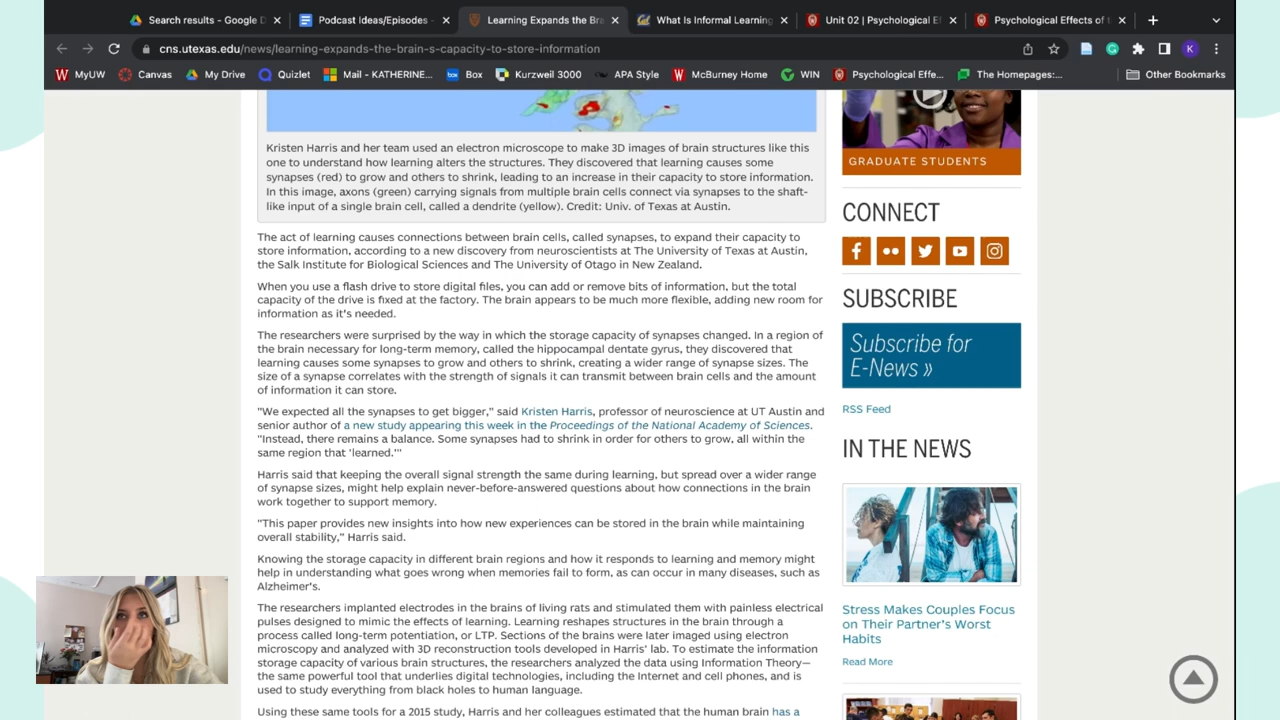 Search results - Google D
Podcast Ideas/Episodes -
Learning Expands the Bra
What Is Informal Learning
Unit 02 | Psychological Ef
Psychological Effects of t
cns.utexas.edu/news/learning-expands-the-brain-s-capacity-to-store-information
K
MyUW
Canvas
My Drive
Quizlet
Mail - KATHERINE...
Box
Kurzweil 3000
APA Style
McBurney Home
WIN
Psychological Effe...
The Homepages:...
Other Bookmarks
Kristen Harris and her team used an electron microscope to make 3D images of brain structures like this
one to understand how learning alters the structures. They discovered that learning causes some
synapses (red) to grow and others to shrink, leading to an increase in their capacity to store information.
In this image, axons (green) carrying signals from multiple brain cells connect via synapses to the shaft-
like input of a single brain cell, called a dendrite (yellow). Credit: Univ. of Texas at Austin.
The act of learning causes connections between brain cells, called synapses, to expand their capacity to
store information, according to a new discovery from neuroscientists at The University of Texas at Austin,
the Salk Institute for Biological Sciences and The University of Otago in New Zealand.
When you use a flash drive to store digital files, you can add or remove bits of information, but the total
capacity of the drive is fixed at the factory. The brain appears to be much more flexible, adding new room for
information as it's needed.
The researchers were surprised by the way in which the storage capacity of synapses changed. In a region of
the brain necessary for long-term memory, called the hippocampal dentate gyrus, they discovered that
learning causes some synapses to grow and others to shrink, creating a wider range of synapse sizes. The
size of a synapse correlates with the strength of signals it can transmit between brain cells and the amount
of information it can store.
"We expected all the synapses to get bigger," said Kristen Harris, professor of neuroscience at UT Austin and
senior author of a new study appearing this week in the Proceedings of the National Academy of Sciences.
"Instead, there remains a balance. Some synapses had to shrink in order for others to grow, all within the
same region that 'learned.'"
Harris said that keeping the overall signal strength the same during learning, but spread over a wider range
of synapse sizes, might help explain never-before-answered questions about how connections in the brain
work together to support memory.
"This paper provides new insights into how new experiences can be stored in the brain while maintaining
overall stability," Harris said.
Knowing the storage capacity in different brain regions and how it responds to learning and memory might
help in understanding what goes wrong when memories fail to form, as can occur in many diseases, such as
Alzheimer's.
The researchers implanted electrodes in the brains of living rats and stimulated them with painless electrical
pulses designed to mimic the effects of learning. Learning reshapes structures in the brain through a
process called long-term potentiation, or LTP. Sections of the brains were later imaged using electron
microscopy and analyzed with 3D reconstruction tools developed in Harris' lab. To estimate the information
storage capacity of various brain structures, the researchers analyzed the data using Information Theory—
the same powerful tool that underlies digital technologies, including the Internet and cell phones, and is
used to study everything from black holes to human language.
Using these same tools for a 2015 study, Harris and her colleagues estimated that the human brain has a
GRADUATE STUDENTS
CONNECT
SUBSCRIBE
Subscribe for
E-News »
RSS Feed
IN THE NEWS
Stress Makes Couples Focus
on Their Partner's Worst
Habits
Read More